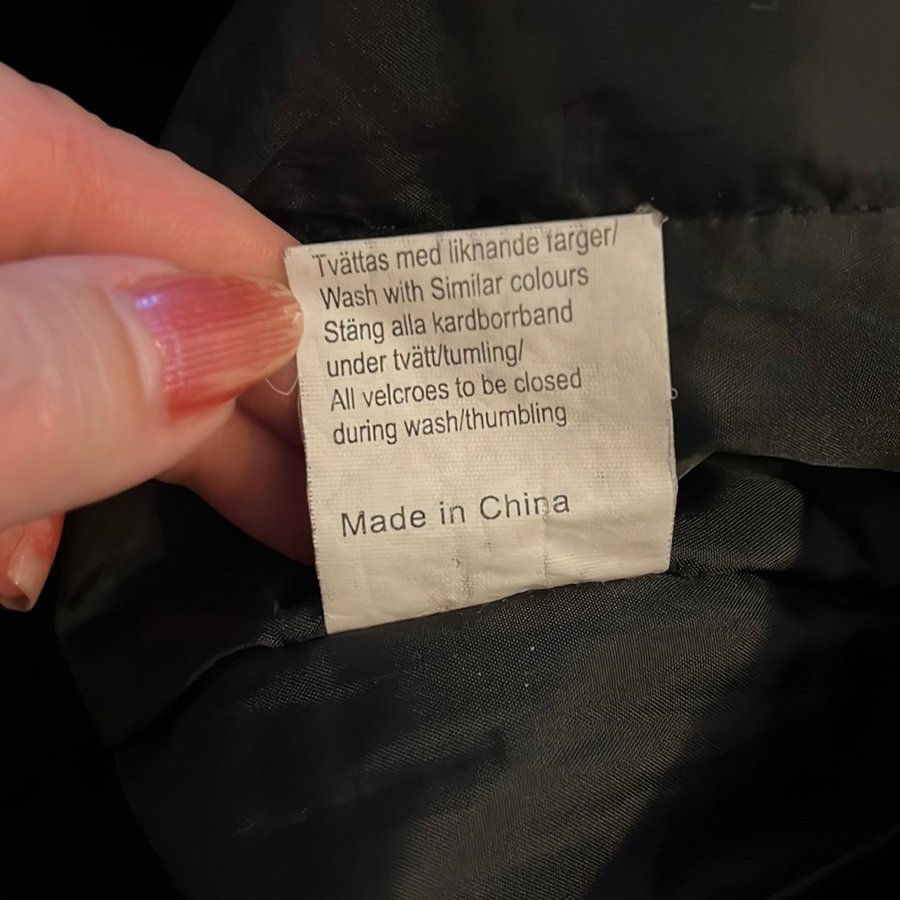 Tvättas med liknande färger/
Wash with Similar colours
Stäng alla kardborrband
under tvätt/tumling/
All velcroes to be closed
during wash/thumbling
Made in China